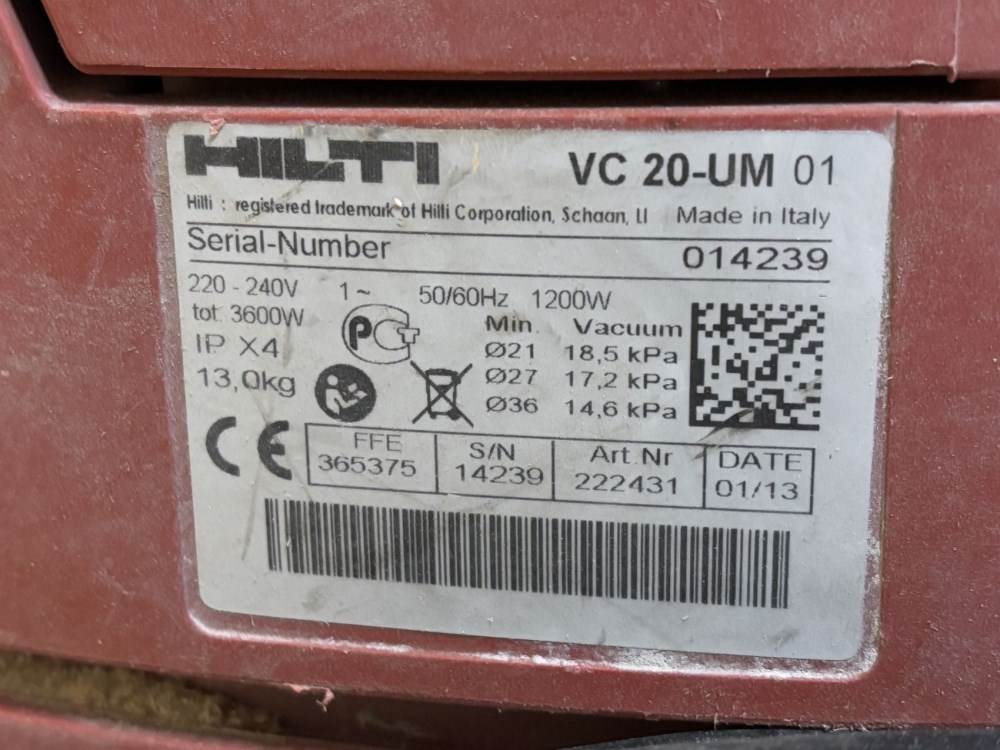 HILTI VC 20-UM 01
Hilti : registered trademark of Hilti Corporation, Schaan, LI Made in Italy
Serial-Number 014239
220 - 240V 1~ 50/60Hz 1200W
tot. 3600W
IP X4
13,0kg
Min. Vacuum
Ø21 18,5 kPa
Ø27 17,2 kPa
Ø36 14,6 kPa
CE
FFE S/N Art.Nr DATE
365375 14239 222431 01/13